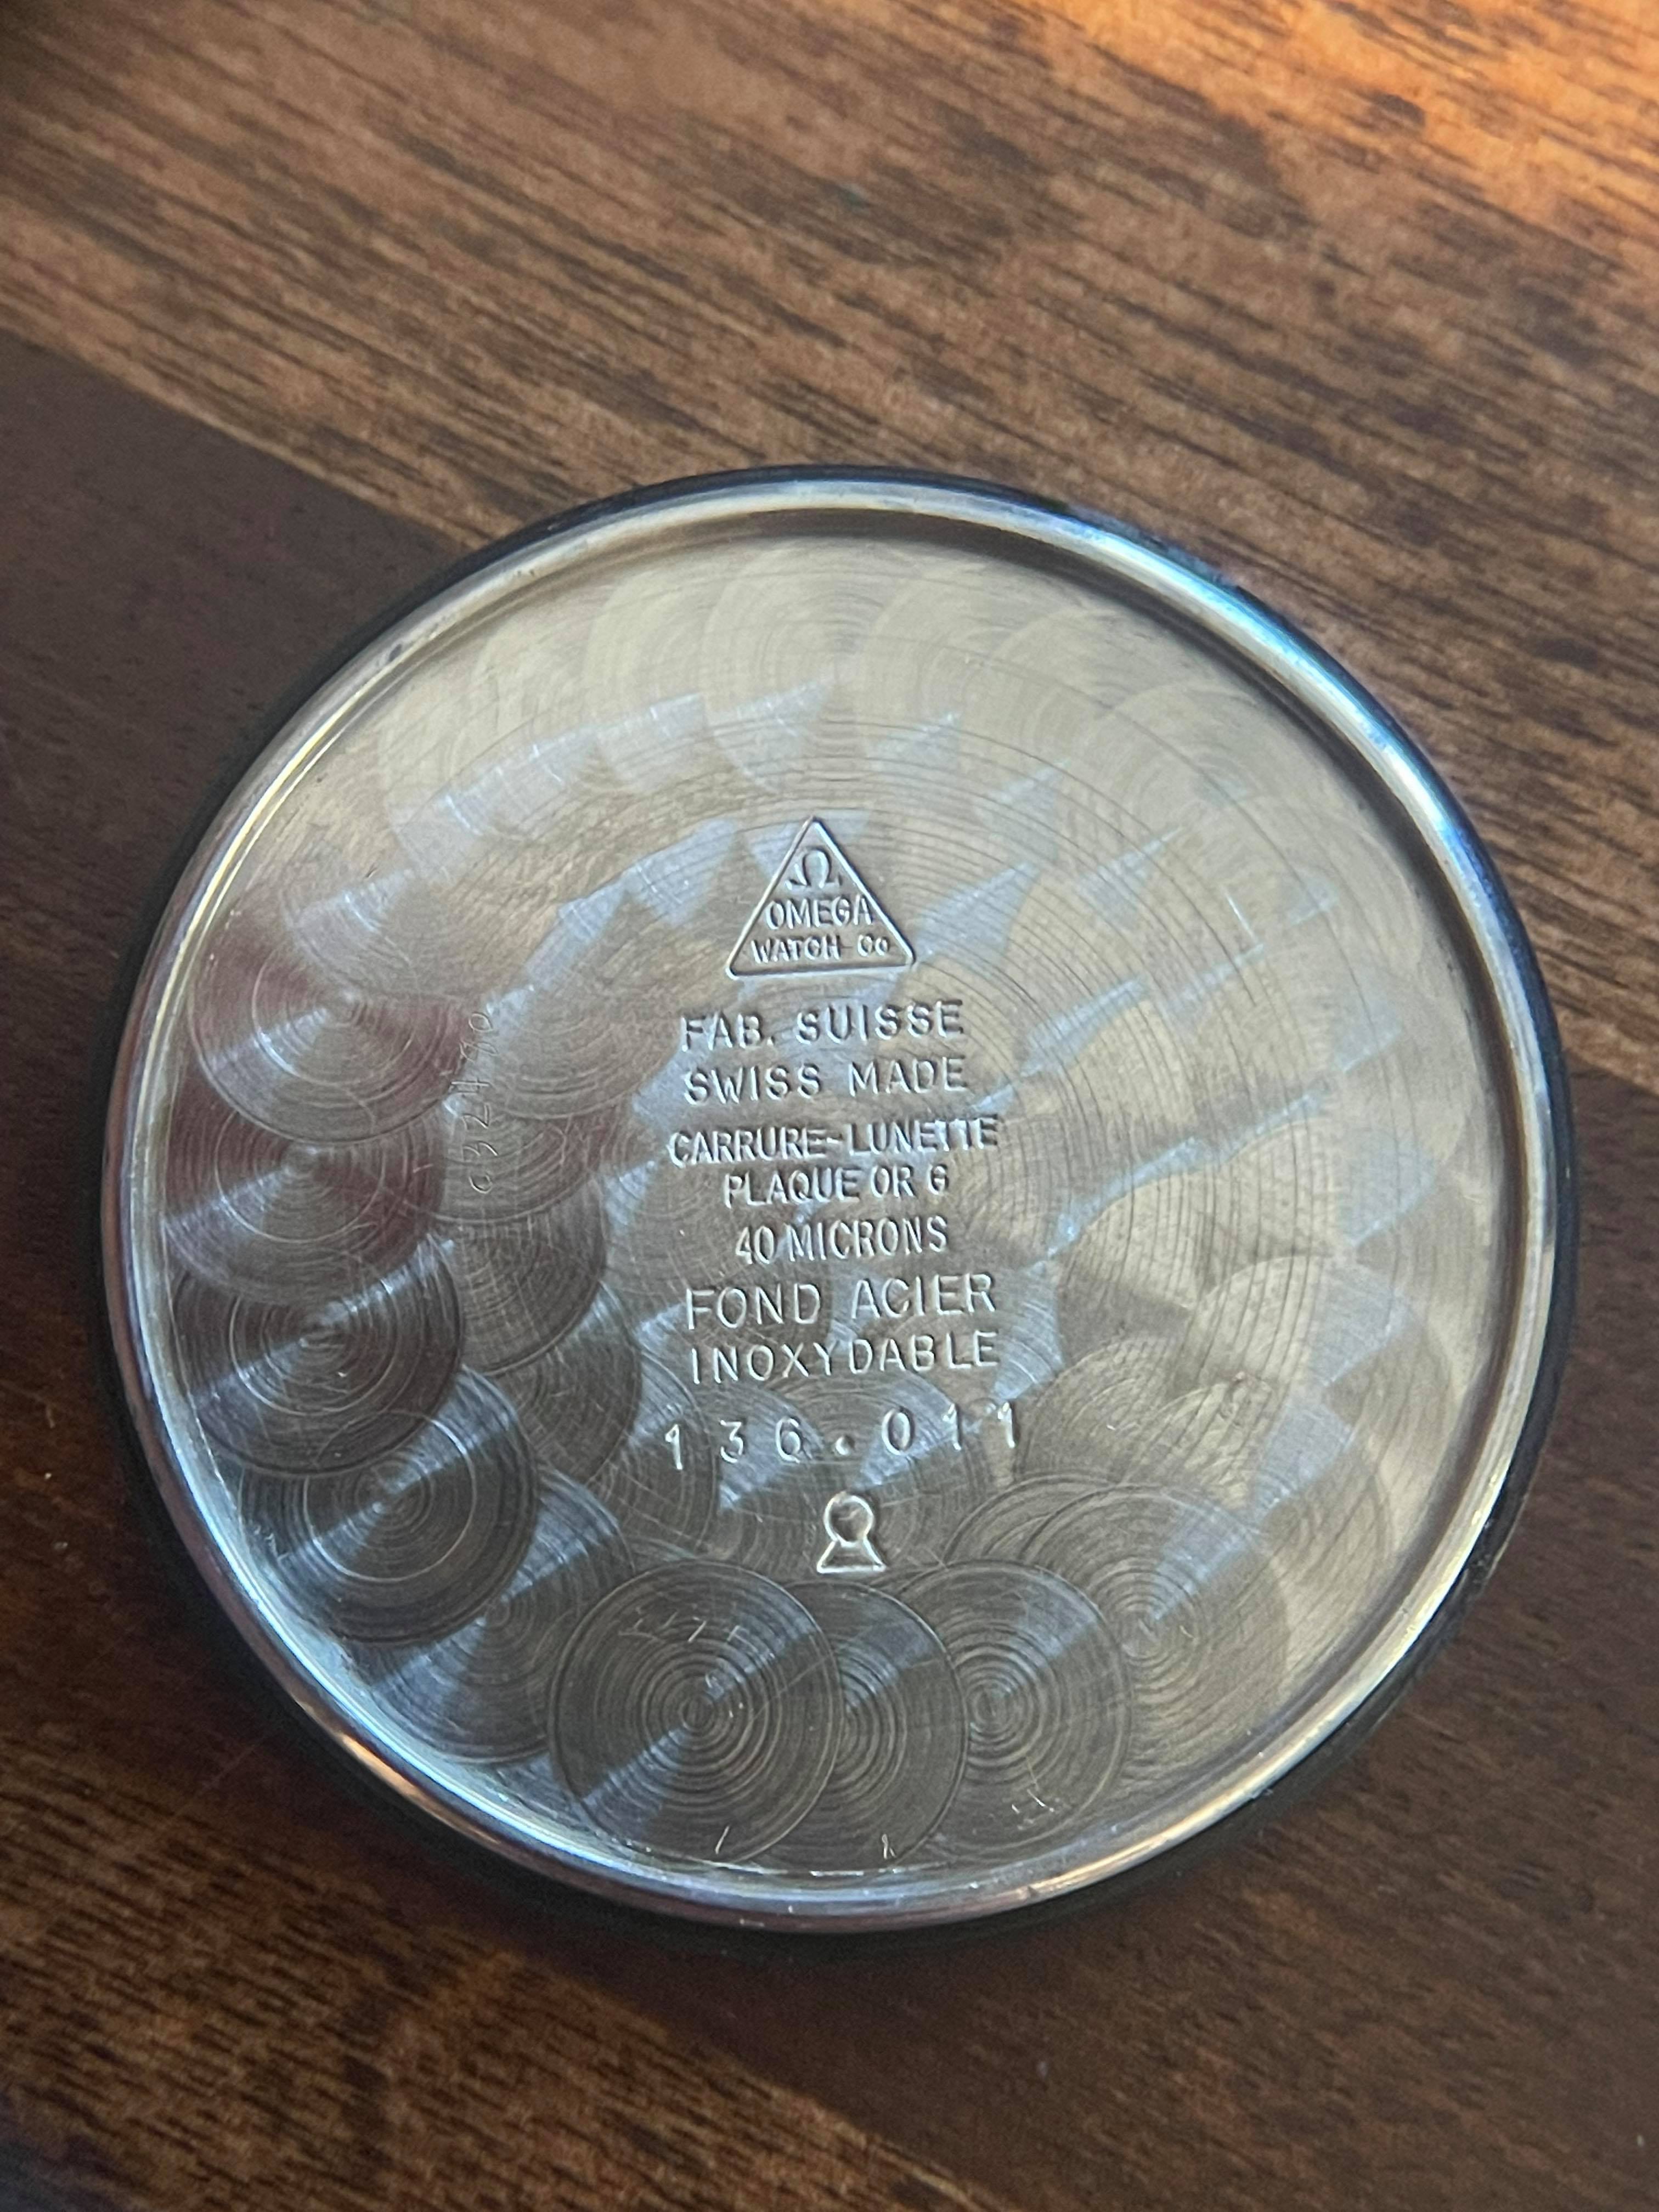 Ω
OMEGA
WATCH Co
FAB. SUISSE
SWISS MADE
CARRURE-LUNETTE
PLAQUE OR G
40 MICRONS
FOND ACIER
INOXYDABLE
136.011